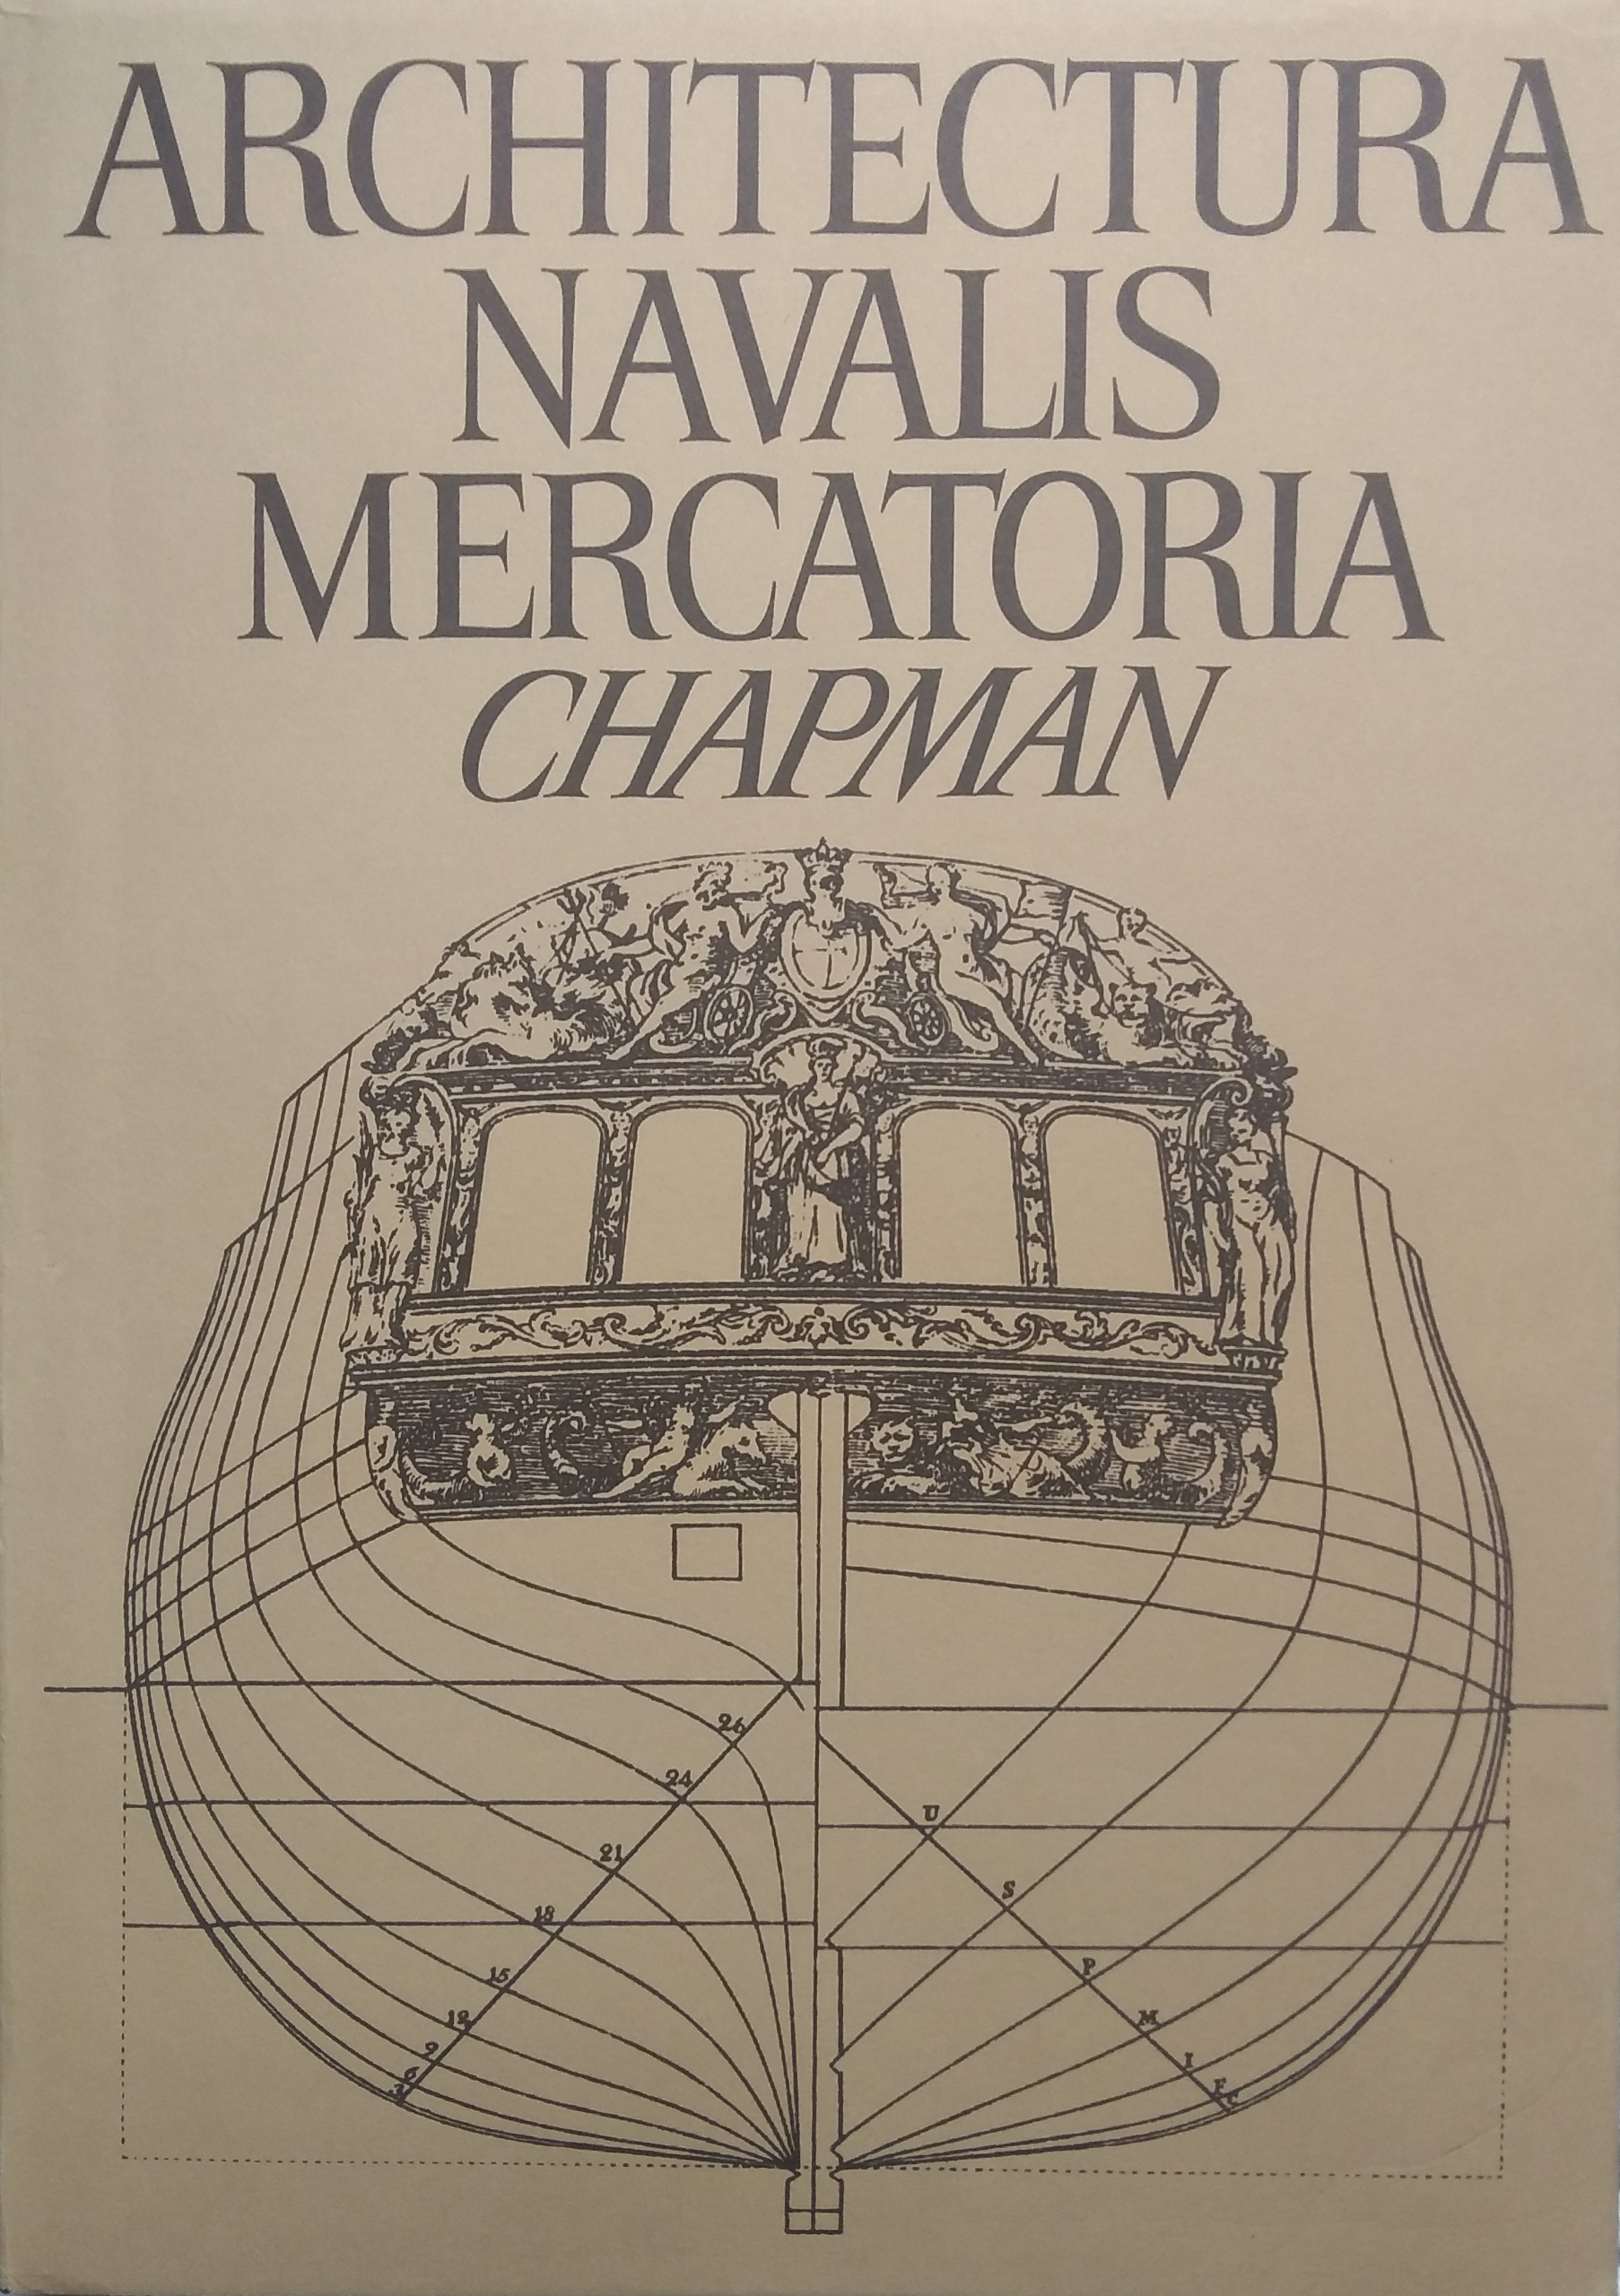 ARCHITECTURA
NAVALIS
MERCATORIA
CHAPMAN
26
24
21
18
15
12
9
6
3
U
S
P
M
I
F
C